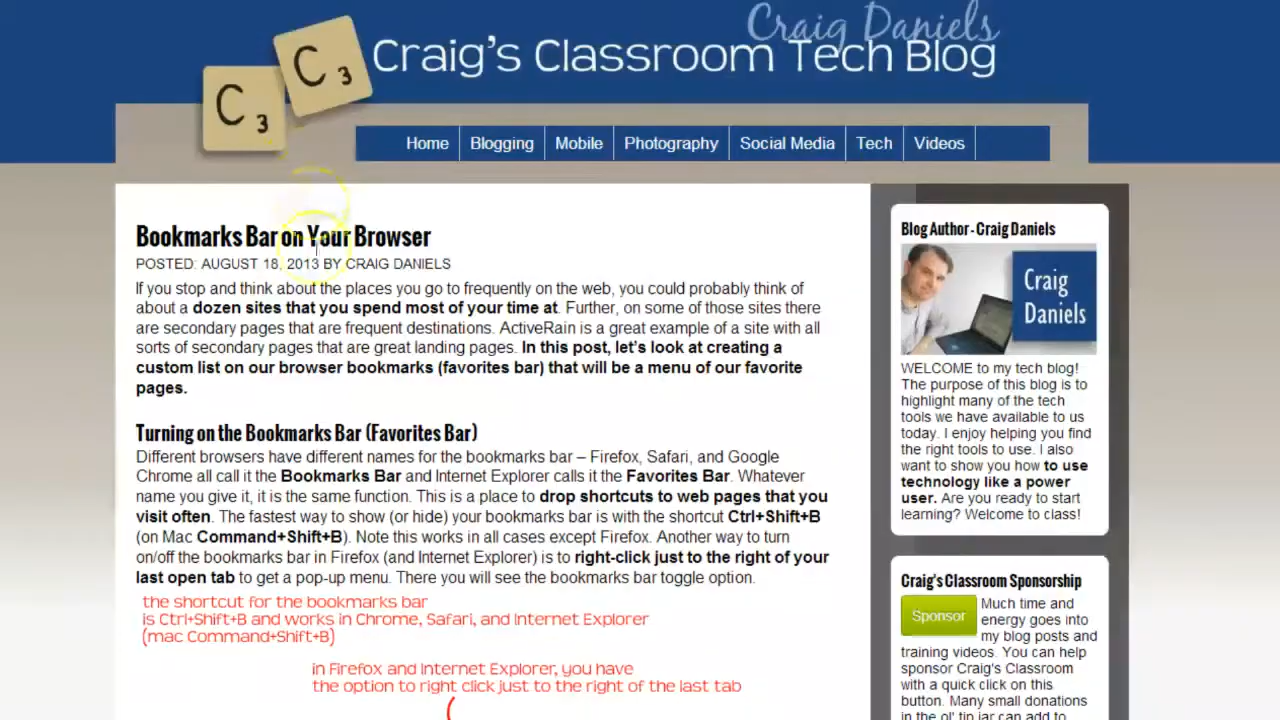 Craig Daniels
C3 C3 Craig's Classroom Tech Blog
Home Blogging Mobile Photography Social Media Tech Videos
Bookmarks Bar on Your Browser
POSTED: AUGUST 18, 2013 BY CRAIG DANIELS
If you stop and think about the places you go to frequently on the web, you could probably think of
about a dozen sites that you spend most of your time at. Further, on some of those sites there
are secondary pages that are frequent destinations. ActiveRain is a great example of a site with all
sorts of secondary pages that are great landing pages. In this post, let's look at creating a
custom list on our browser bookmarks (favorites bar) that will be a menu of our favorite
pages.
Turning on the Bookmarks Bar (Favorites Bar)
Different browsers have different names for the bookmarks bar – Firefox, Safari, and Google
Chrome all call it the Bookmarks Bar and Internet Explorer calls it the Favorites Bar. Whatever
name you give it, it is the same function. This is a place to drop shortcuts to web pages that you
visit often. The fastest way to show (or hide) your bookmarks bar is with the shortcut Ctrl+Shift+B
(on Mac Command+Shift+B). Note this works in all cases except Firefox. Another way to turn
on/off the bookmarks bar in Firefox (and Internet Explorer) is to right-click just to the right of your
last open tab to get a pop-up menu. There you will see the bookmarks bar toggle option.
the shortcut for the bookmarks bar
is Ctrl+Shift+B and works in Chrome, Safari, and Internet Explorer
(mac Command+Shift+B)
in Firefox and Internet Explorer, you have
the option to right click just to the right of the last tab
Blog Author - Craig Daniels
Craig
Daniels
WELCOME to my tech blog!
The purpose of this blog is to
highlight many of the tech
tools we have available to us
today. I enjoy helping you find
the right tools to use. I also
want to show you how to use
technology like a power
user. Are you ready to start
learning? Welcome to class!
Craig's Classroom Sponsorship
Sponsor
Much time and
energy goes into
my blog posts and
training videos. You can help
sponsor Craig's Classroom
with a quick click on this
button. Many small donations
in the ol' tip jar can add to